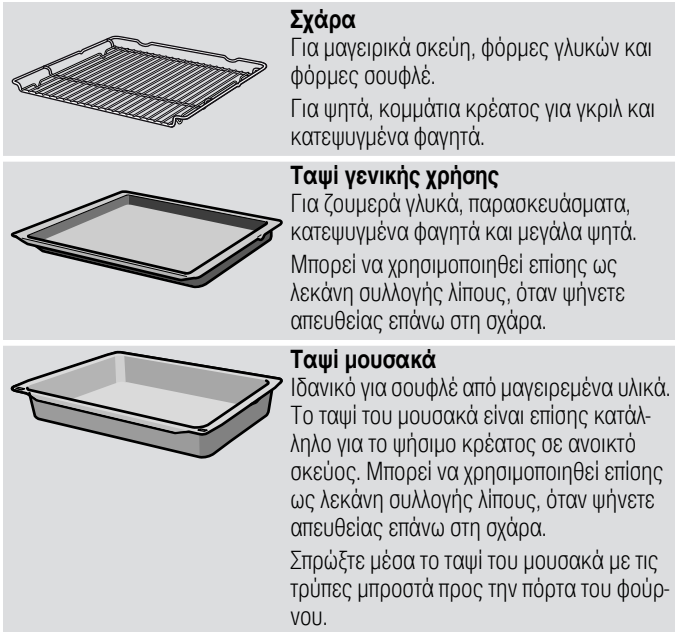 Σχάρα
Για μαγειρικά σκεύη, φόρμες γλυκών και
φόρμες σουφλέ.
Για ψητά, κομμάτια κρέατος για γκριλ και
κατεψυγμένα φαγητά.
Ταψί γενικής χρήσης
Για ζουμερά γλυκά, παρασκευάσματα,
κατεψυγμένα φαγητά και μεγάλα ψητά.
Μπορεί να χρησιμοποιηθεί επίσης ως
λεκάνη συλλογής λίπους, όταν ψήνετε
απευθείας επάνω στη σχάρα.
Ταψί μουσακά
Ιδανικό για σουφλέ από μαγειρεμένα υλικά.
Το ταψί του μουσακά είναι επίσης κατάλ-
ληλο για το ψήσιμο κρέατος σε ανοικτό
σκεύος. Μπορεί να χρησιμοποιηθεί επίσης
ως λεκάνη συλλογής λίπους, όταν ψήνετε
απευθείας επάνω στη σχάρα.
Σπρώξτε μέσα το ταψί του μουσακά με τις
τρύπες μπροστά προς την πόρτα του φούρ-
νου.